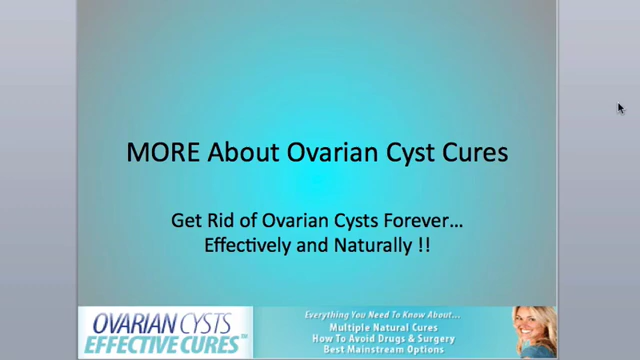 MORE About Ovarian Cyst Cures
Get Rid of Ovarian Cysts Forever...
Effectively and Naturally !!
OVARIAN CYSTS
EFFECTIVE CURES™
Everything You Need To Know About...
Multiple Natural Cures
How To Avoid Drugs & Surgery
Best Mainstream Options